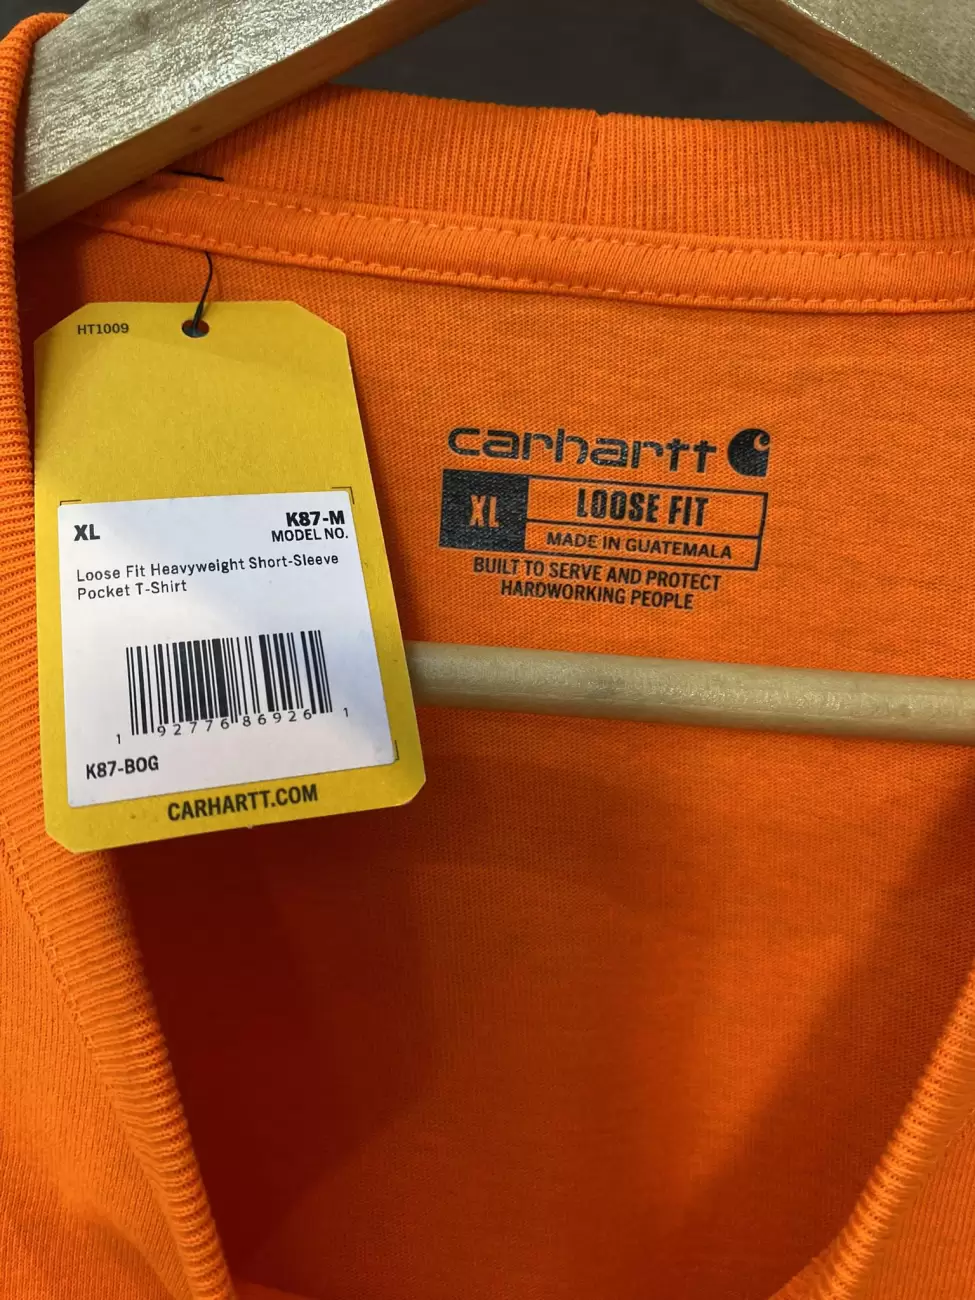 HT1009
XL
K87-M
MODEL NO.
Loose Fit Heavyweight Short-Sleeve
Pocket T-Shirt
1 92776 86926 1
K87-BOG
CARHARTT.COM
carhartt
XL
LOOSE FIT
MADE IN GUATEMALA
BUILT TO SERVE AND PROTECT
HARDWORKING PEOPLE